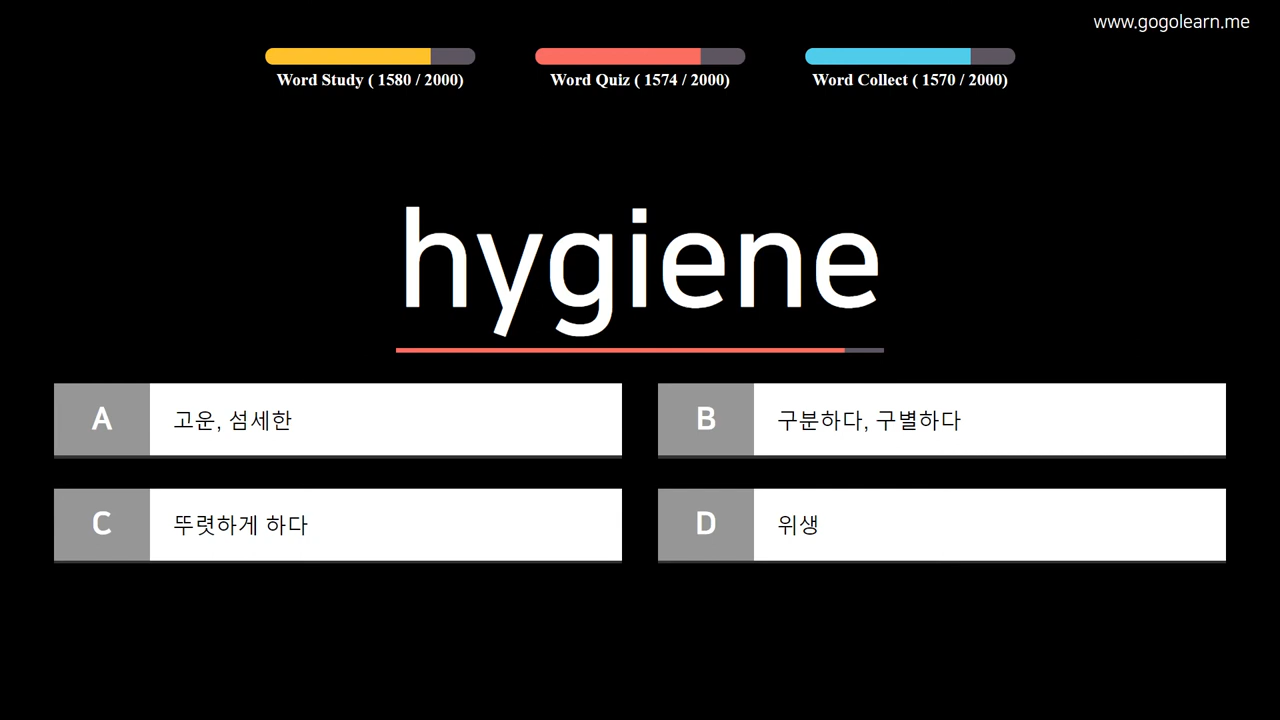 www.gogolearn.me
Word Study ( 1580 / 2000)
Word Quiz ( 1574 / 2000)
Word Collect ( 1570 / 2000)
hygiene
A 고운, 섬세한
B 구분하다, 구별하다
C 뚜렷하게 하다
D 위생